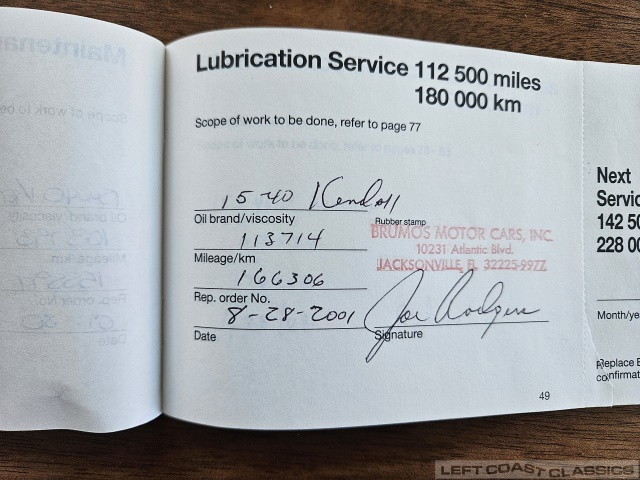 Lubrication Service 112 500 miles
180 000 km
Scope of work to be done, refer to page 77
15 40 Kendall
Oil brand/viscosity
Rubber stamp
BRUMOS MOTOR CARS, INC.
10231 Atlantic Blvd.
JACKSONVILLE, FL 32225-9977
113714
Mileage/km
166306
Rep. order No.
8-28-2001
Date
Joe Rodgers
Signature
49
Next
Servic
142 50
228 00
Month/ye
Replace E
confirmat
LEFT COAST CLASSICS